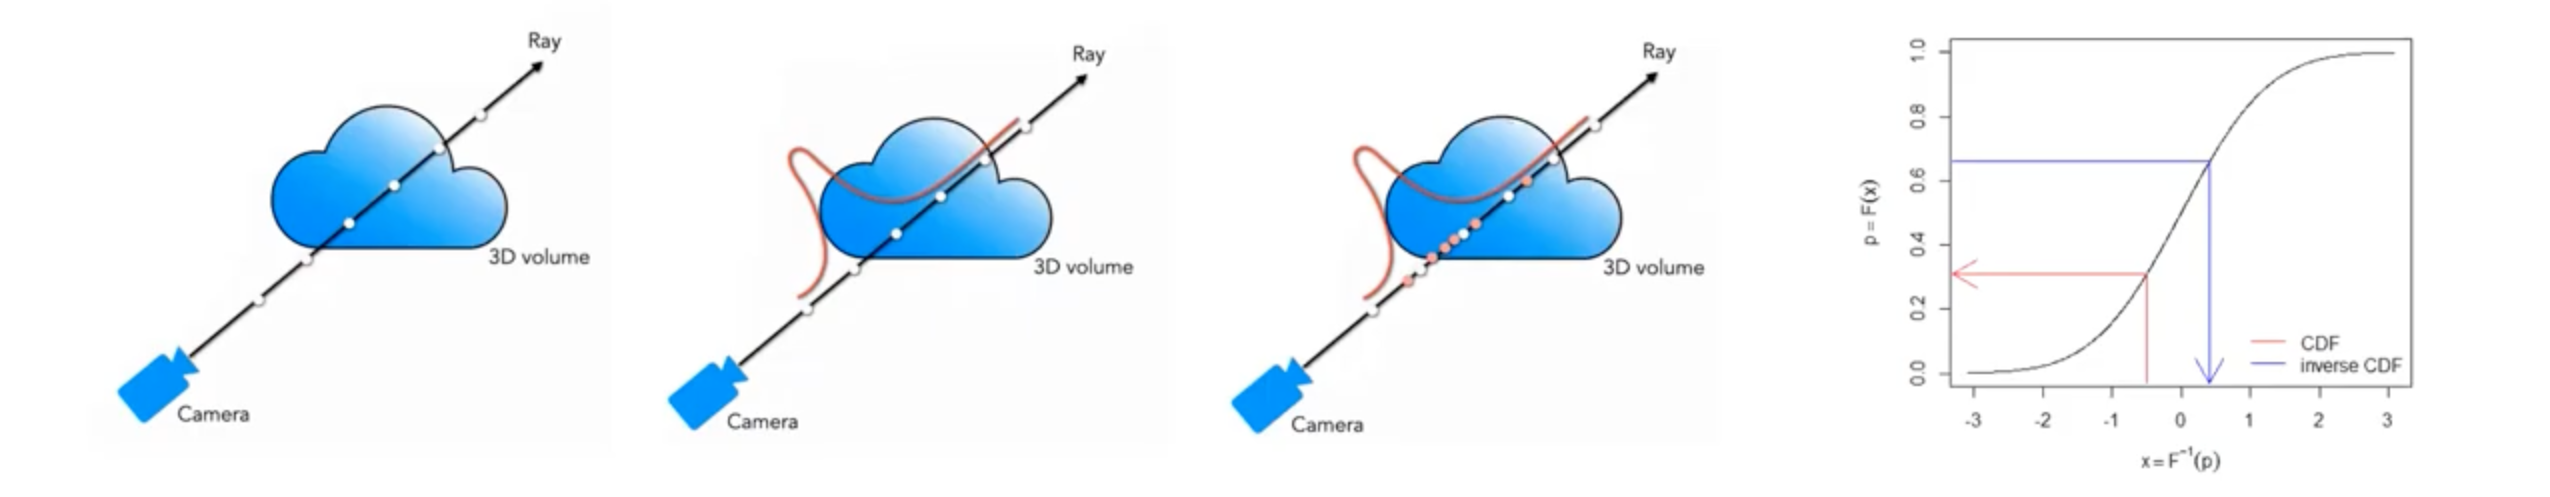 Ray
3D volume
Camera
Ray
3D volume
Camera
Ray
3D volume
Camera
p = F(x)
1.0
0.8
0.6
0.4
0.2
0.0
CDF
inverse CDF
-3 -2 -1 0 1 2 3
x = F⁻¹(p)